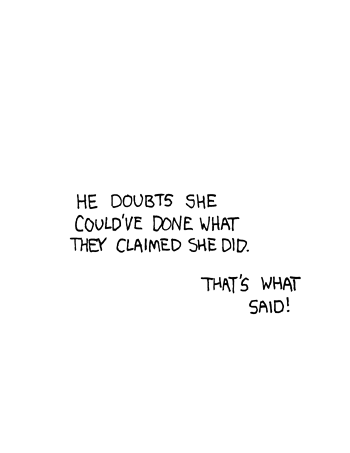 HE DOUBTS SHE
COULD'VE DONE WHAT
THEY CLAIMED SHE DID.
THAT'S WHAT
SAID!